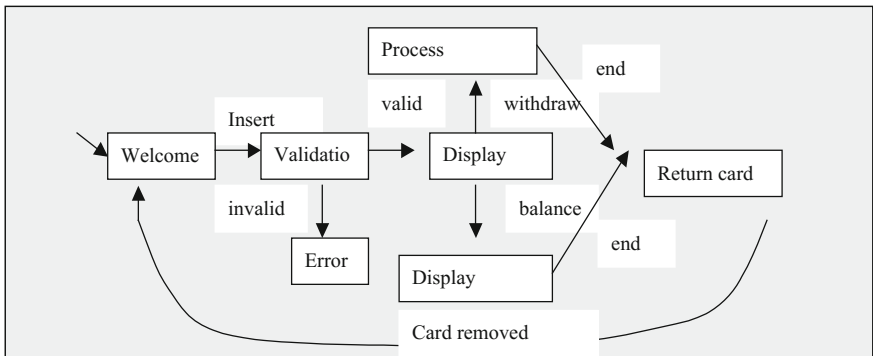 Process
end
valid
withdraw
Insert
Welcome
Validatio
Display
Return card
invalid
balance
Error
end
Display
Card removed